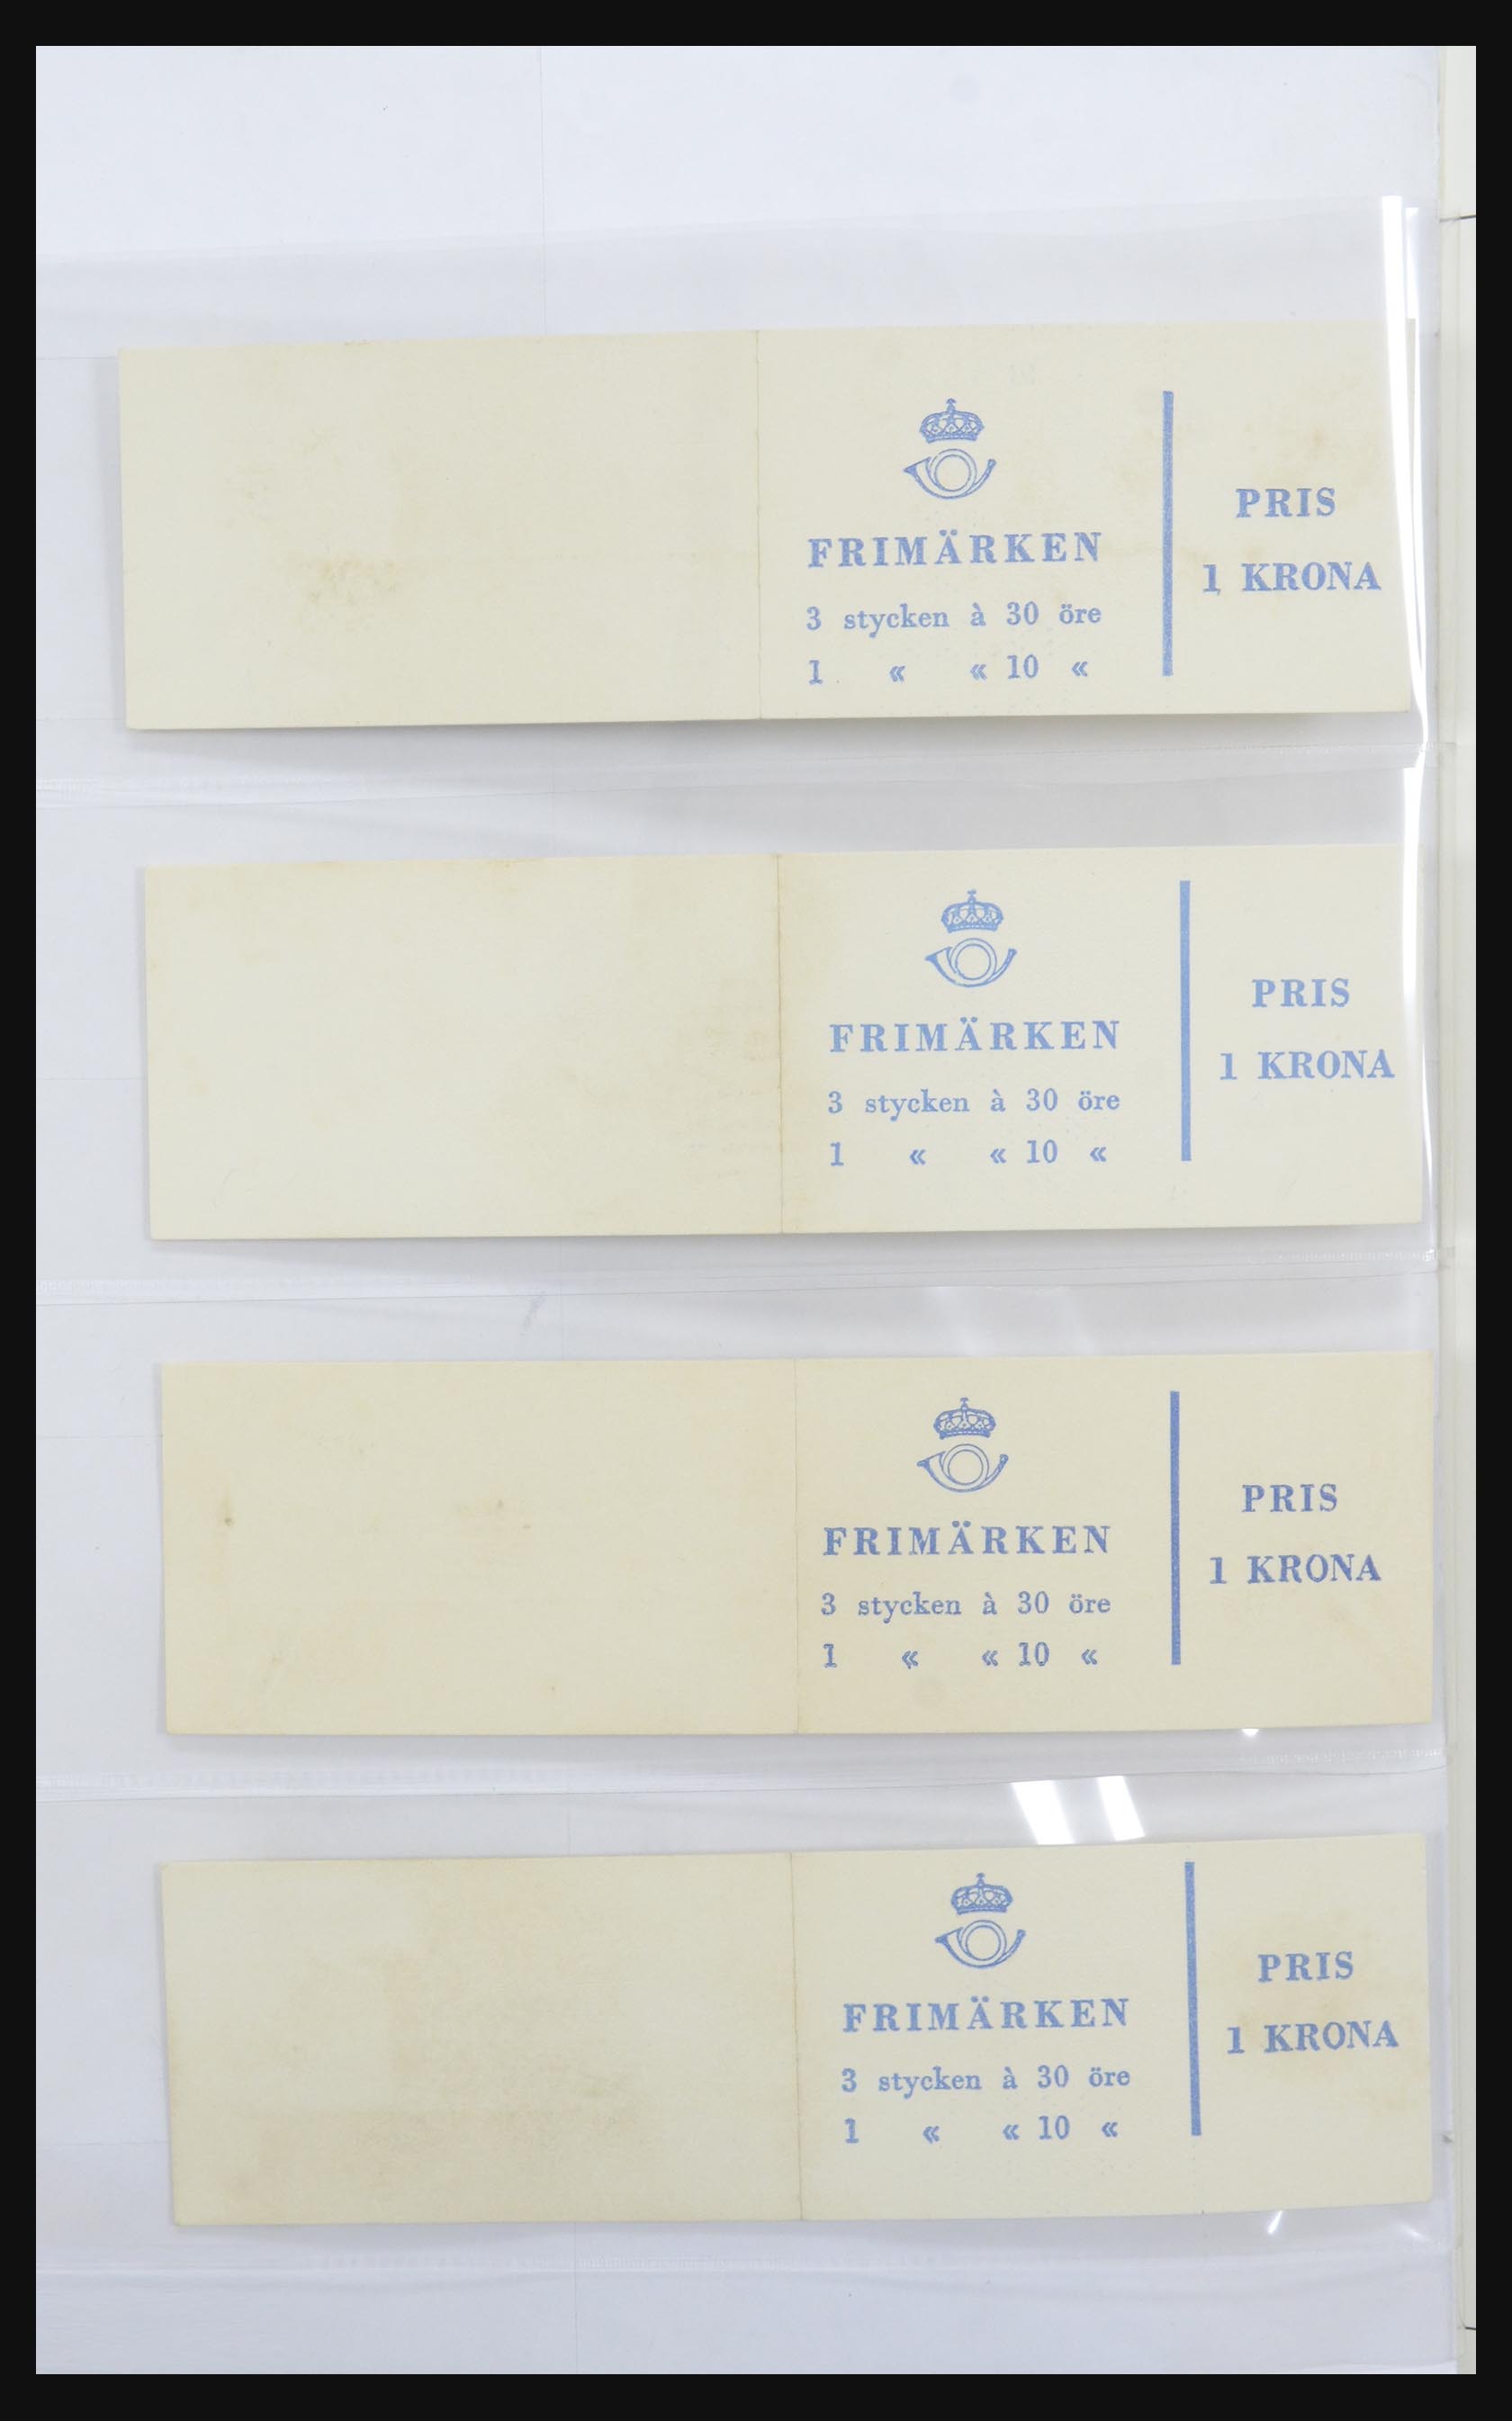 FRIMÄRKEN
3 stycken à 30 öre
1 « « 10 «
PRIS
1 KRONA
FRIMÄRKEN
3 stycken à 30 öre
1 « « 10 «
PRIS
1 KRONA
FRIMÄRKEN
3 stycken à 30 öre
1 « « 10 «
PRIS
1 KRONA
FRIMÄRKEN
3 stycken à 30 öre
1 « « 10 «
PRIS
1 KRONA